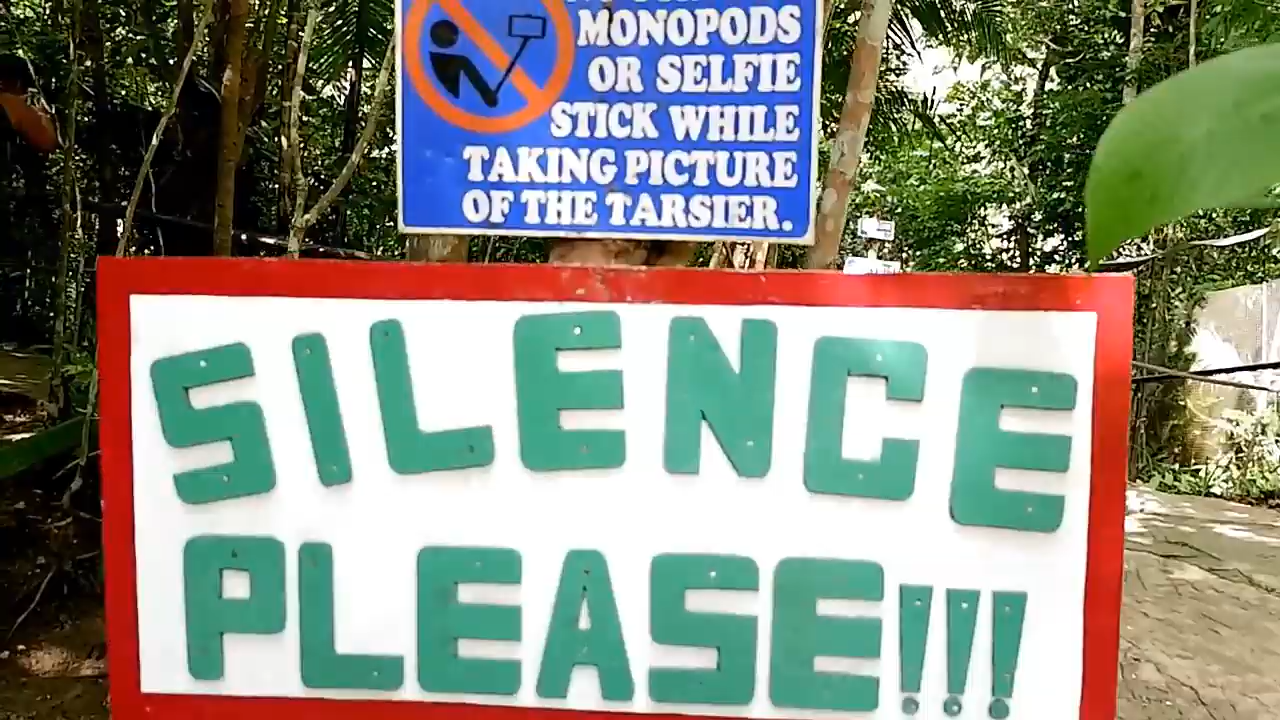 MONOPODS
OR SELFIE
STICK WHILE
TAKING PICTURE
OF THE TARSIER.
SILENCE
PLEASE!!!